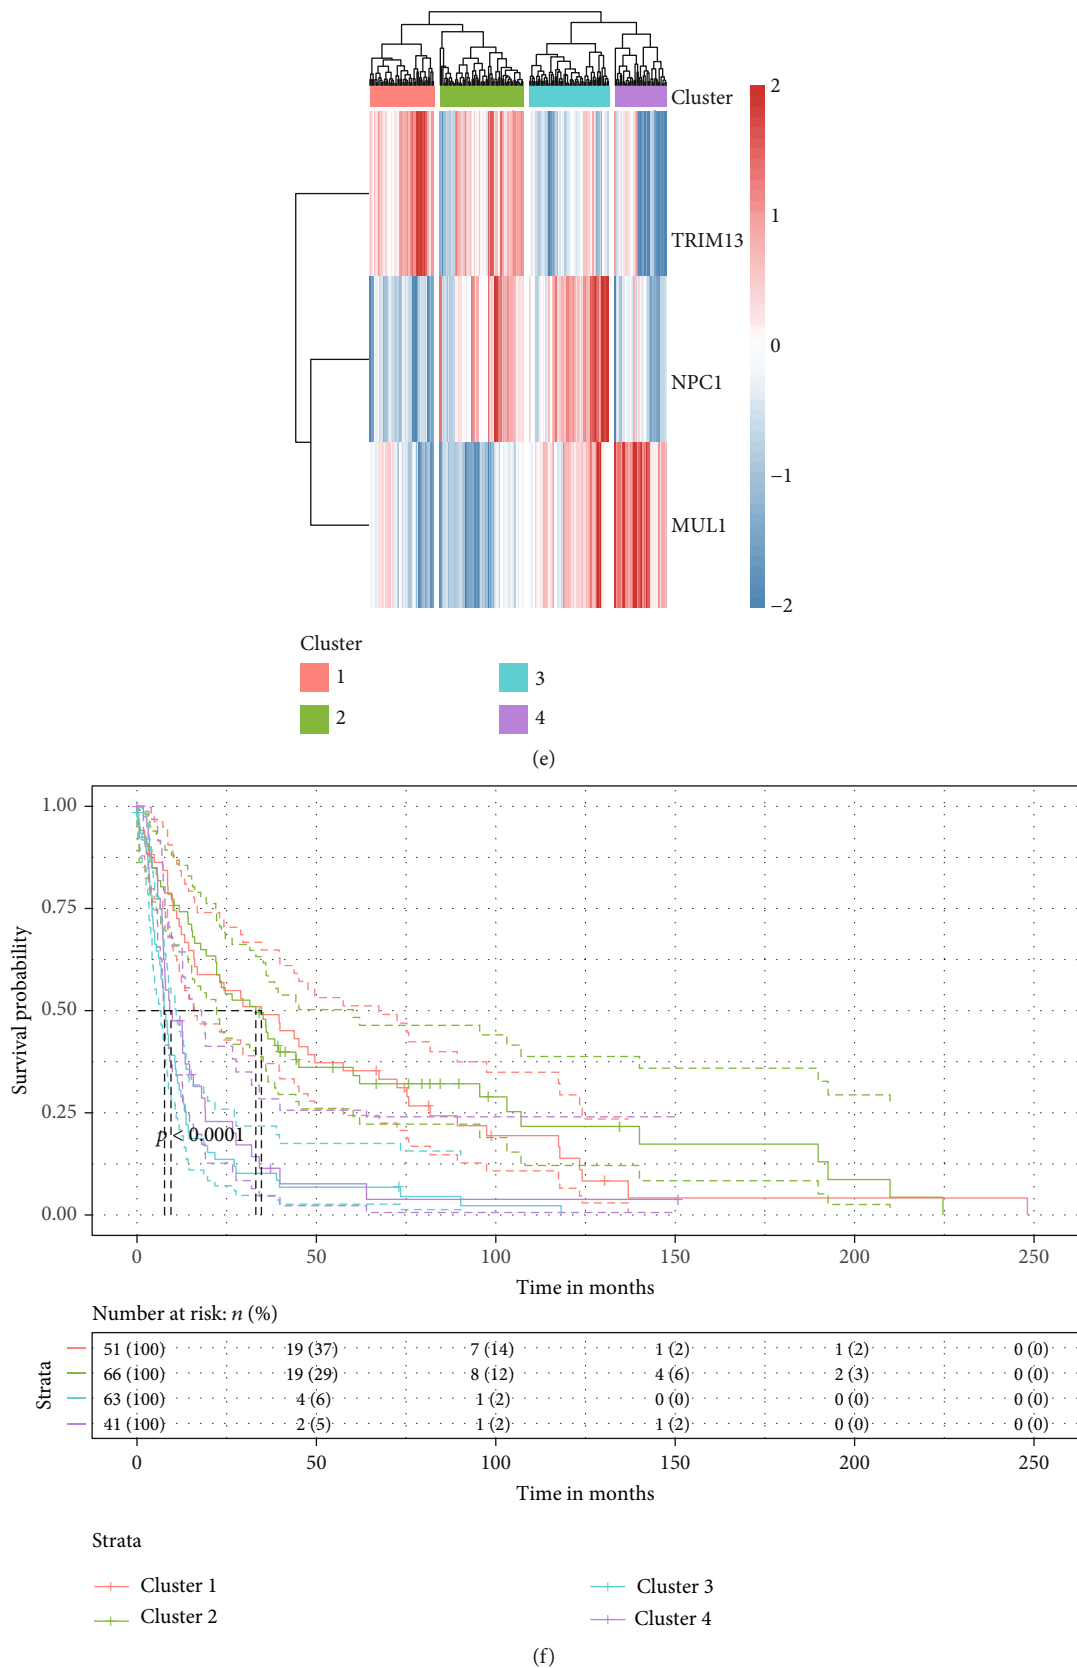 Cluster
2
1
0
−1
−2
TRIM13
NPC1
MUL1
Cluster
1
3
2
4
(e)
Survival probability
1.00
0.75
0.50
0.25
0.00
p < 0.0001
0 50 100 150 200 250
Time in months
Number at risk: n (%)
Strata
51 (100) 19 (37) 7 (14) 1 (2) 1 (2) 0 (0)
66 (100) 19 (29) 8 (12) 4 (6) 2 (3) 0 (0)
63 (100) 4 (6) 1 (2) 0 (0) 0 (0) 0 (0)
41 (100) 2 (5) 1 (2) 1 (2) 0 (0) 0 (0)
0 50 100 150 200 250
Time in months
Strata
Cluster 1
Cluster 3
Cluster 2
Cluster 4
(f)